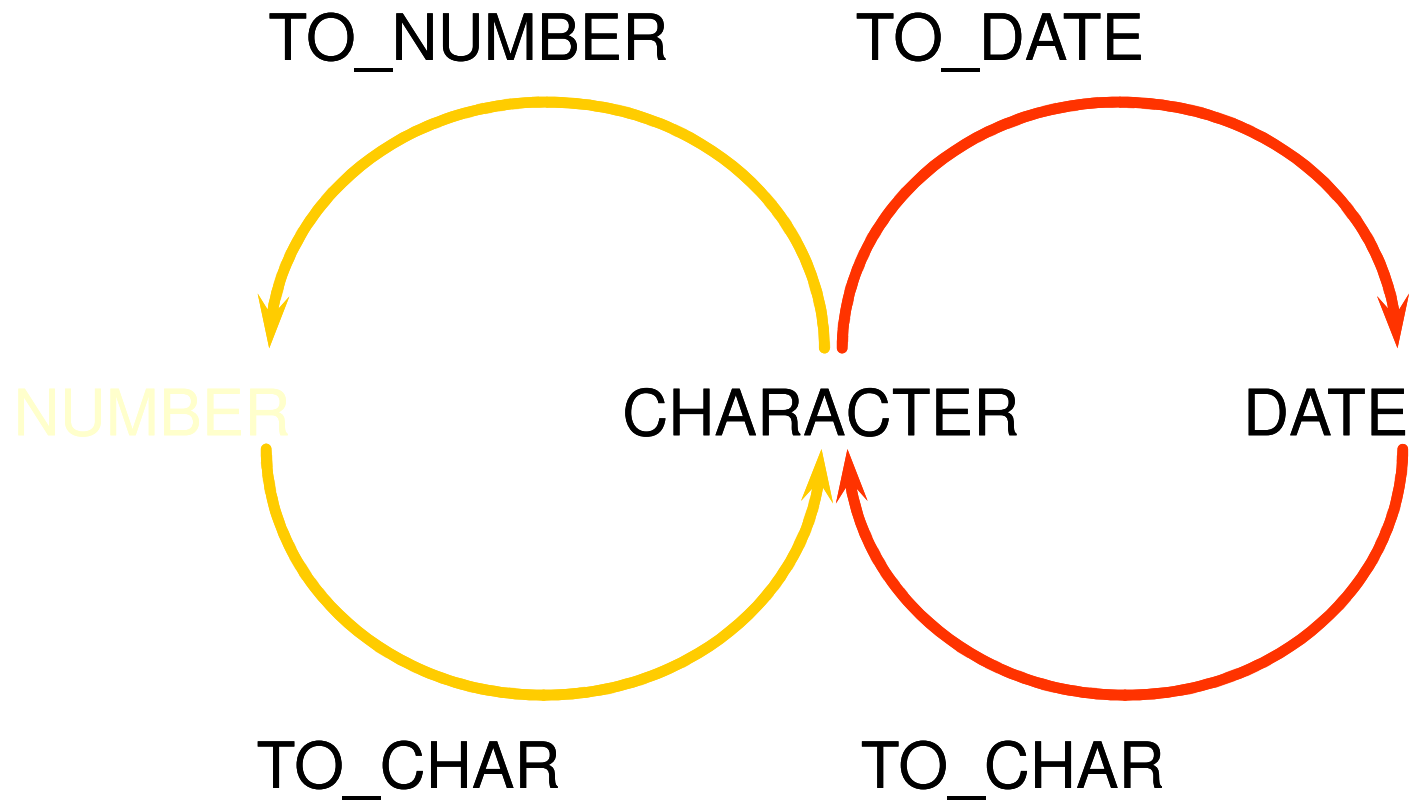 TO_NUMBER
TO_DATE
NUMBER
CHARACTER
DATE
TO_CHAR
TO_CHAR